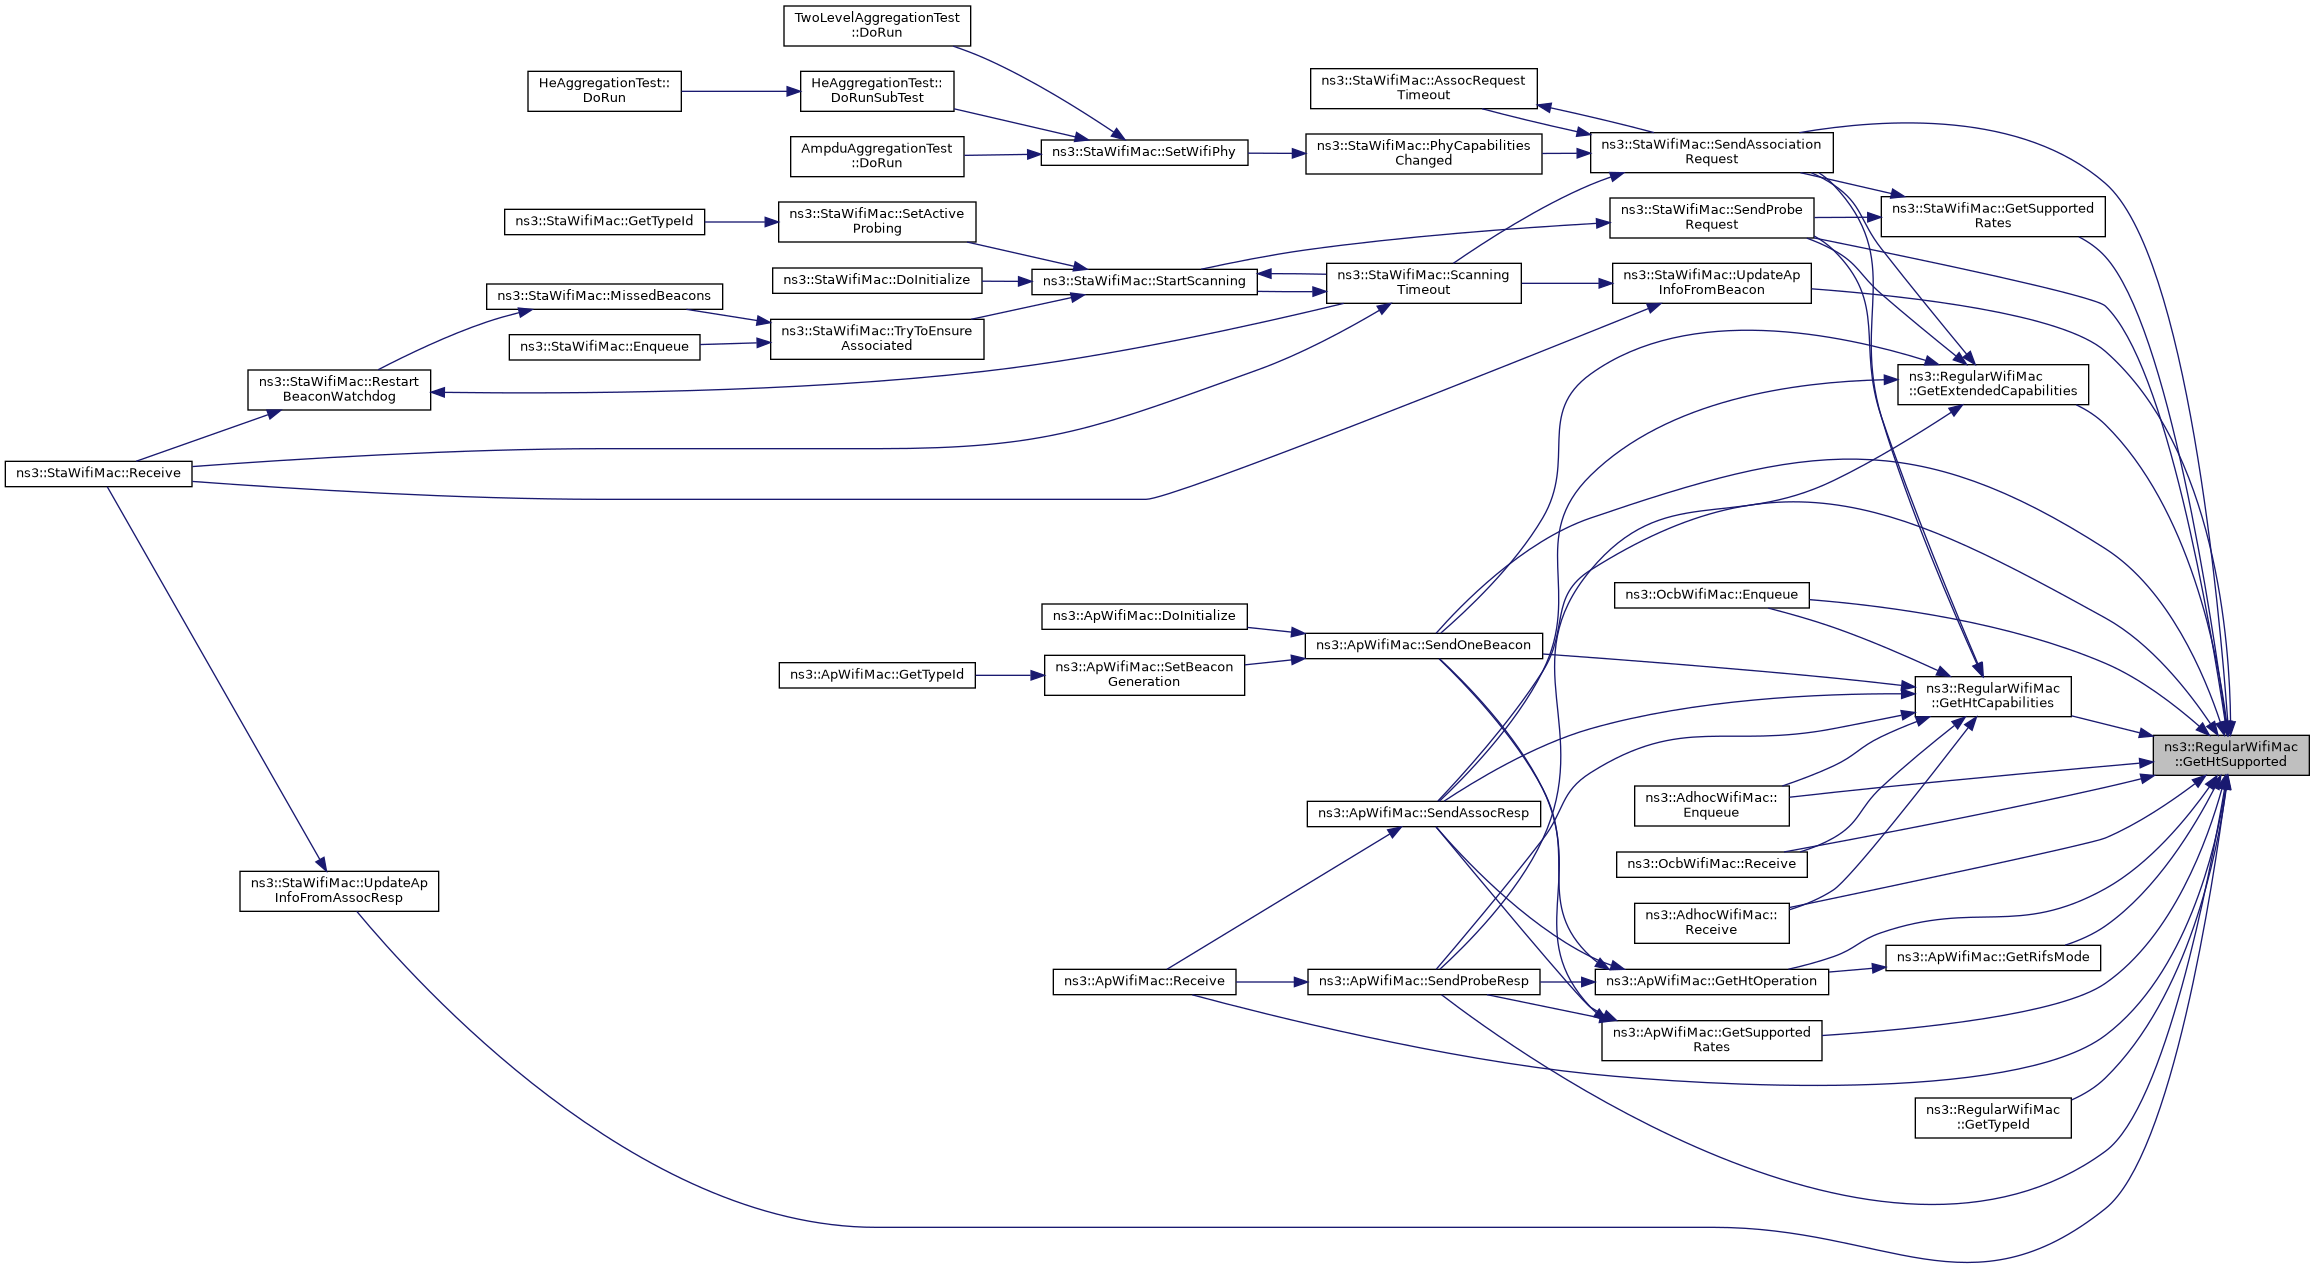 TwoLevelAggregationTest
::DoRun
HeAggregationTest::
DoRun
HeAggregationTest::
DoRunSubTest
AmpduAggregationTest
::DoRun
ns3::StaWifiMac::SetWifiPhy
ns3::StaWifiMac::AssocRequest
Timeout
ns3::StaWifiMac::PhyCapabilities
Changed
ns3::StaWifiMac::SendAssociation
Request
ns3::StaWifiMac::GetTypeId
ns3::StaWifiMac::SetActive
Probing
ns3::StaWifiMac::SendProbe
Request
ns3::StaWifiMac::GetSupported
Rates
ns3::StaWifiMac::DoInitialize
ns3::StaWifiMac::StartScanning
ns3::StaWifiMac::Scanning
Timeout
ns3::StaWifiMac::UpdateAp
InfoFromBeacon
ns3::StaWifiMac::MissedBeacons
ns3::StaWifiMac::Enqueue
ns3::StaWifiMac::TryToEnsure
Associated
ns3::StaWifiMac::Restart
BeaconWatchdog
ns3::RegularWifiMac
::GetExtendedCapabilities
ns3::StaWifiMac::Receive
ns3::OcbWifiMac::Enqueue
ns3::ApWifiMac::DoInitialize
ns3::ApWifiMac::SendOneBeacon
ns3::ApWifiMac::GetTypeId
ns3::ApWifiMac::SetBeacon
Generation
ns3::RegularWifiMac
::GetHtCapabilities
ns3::RegularWifiMac
::GetHtSupported
ns3::AdhocWifiMac::
Enqueue
ns3::ApWifiMac::SendAssocResp
ns3::OcbWifiMac::Receive
ns3::StaWifiMac::UpdateAp
InfoFromAssocResp
ns3::AdhocWifiMac::
Receive
ns3::ApWifiMac::GetRifsMode
ns3::ApWifiMac::Receive
ns3::ApWifiMac::SendProbeResp
ns3::ApWifiMac::GetHtOperation
ns3::ApWifiMac::GetSupported
Rates
ns3::RegularWifiMac
::GetTypeId